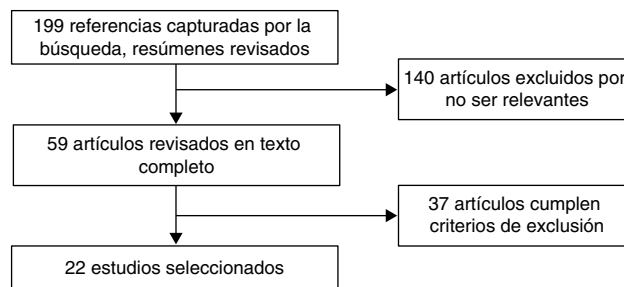 199 referencias capturadas por la
búsqueda, resúmenes revisados
140 artículos excluidos por
no ser relevantes
59 artículos revisados en texto
completo
37 artículos cumplen
criterios de exclusión
22 estudios seleccionados